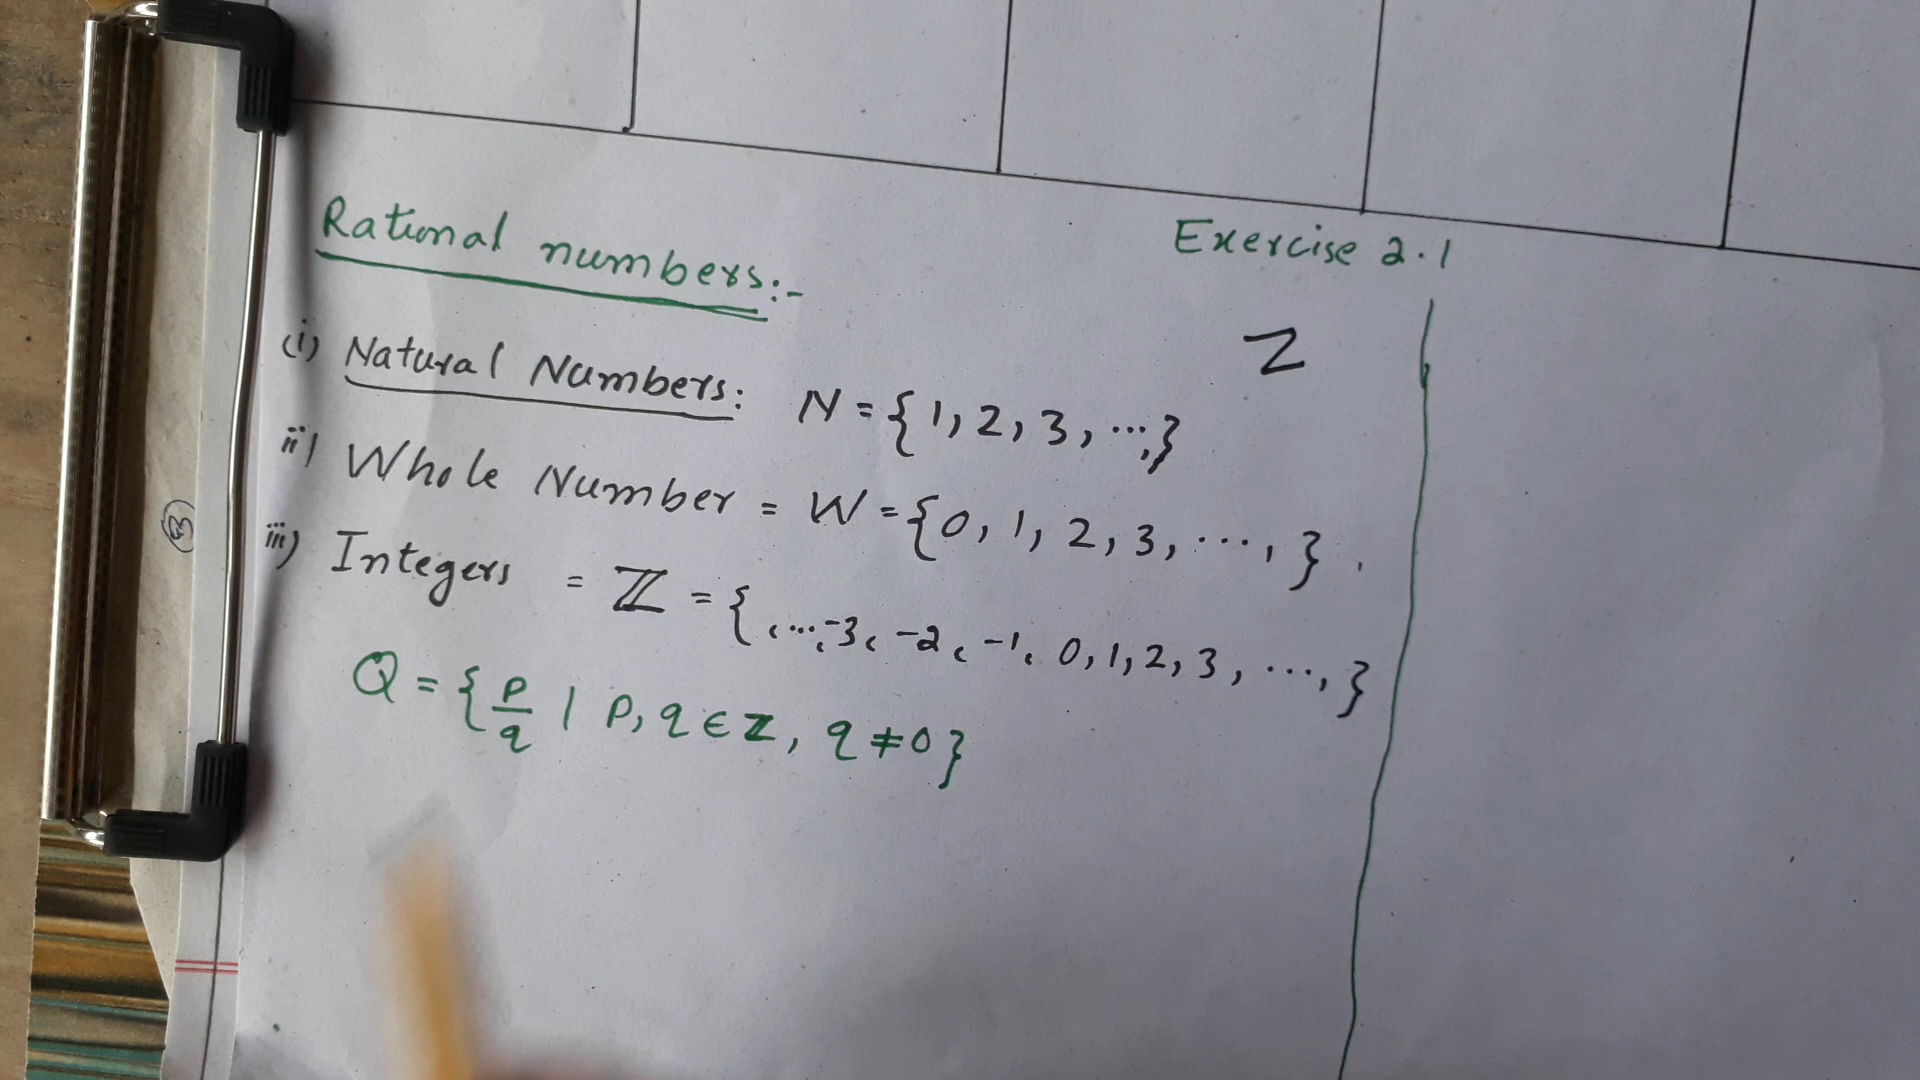 Rational numbers:-
Exercise 2.1
Z
(i) Natural Numbers: N = {1, 2, 3, ...,}
ii) Whole Number = W = {0, 1, 2, 3, ..., }.
iii) Integers = ℤ = {, ..., -3, -2, -1, 0, 1, 2, 3, ..., }
Q = {p/q | p, q ∈ Z, q ≠ 0}